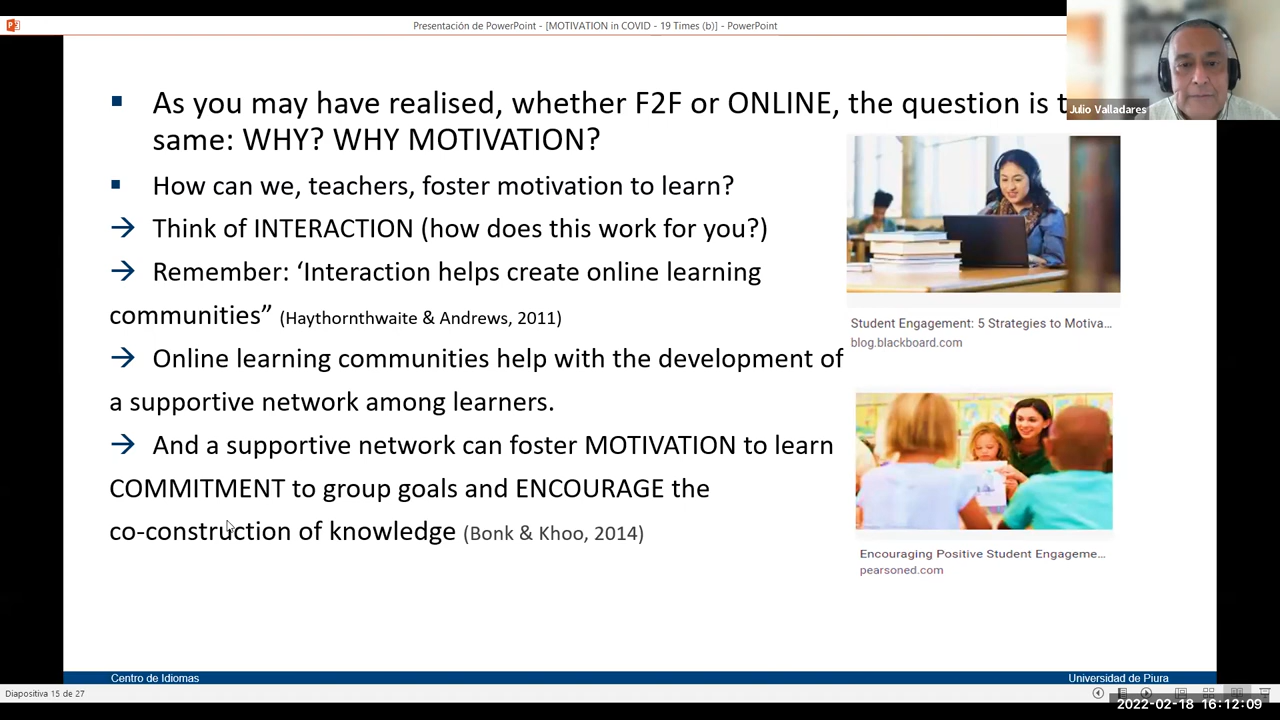 Presentación de PowerPoint - [MOTIVATION in COVID - 19 Times (b)] - PowerPoint
Julio Valladares
As you may have realised, whether F2F or ONLINE, the question is t
same: WHY? WHY MOTIVATION?
How can we, teachers, foster motivation to learn?
→ Think of INTERACTION (how does this work for you?)
→ Remember: ‘Interaction helps create online learning
communities” (Haythornthwaite & Andrews, 2011)
→ Online learning communities help with the development of
a supportive network among learners.
→ And a supportive network can foster MOTIVATION to learn
COMMITMENT to group goals and ENCOURAGE the
co-construction of knowledge (Bonk & Khoo, 2014)
Student Engagement: 5 Strategies to Motiva...
blog.blackboard.com
Encouraging Positive Student Engageme...
pearsoned.com
Centro de Idiomas
Universidad de Piura
Diapositiva 15 de 27
2022-02-18 16:12:09